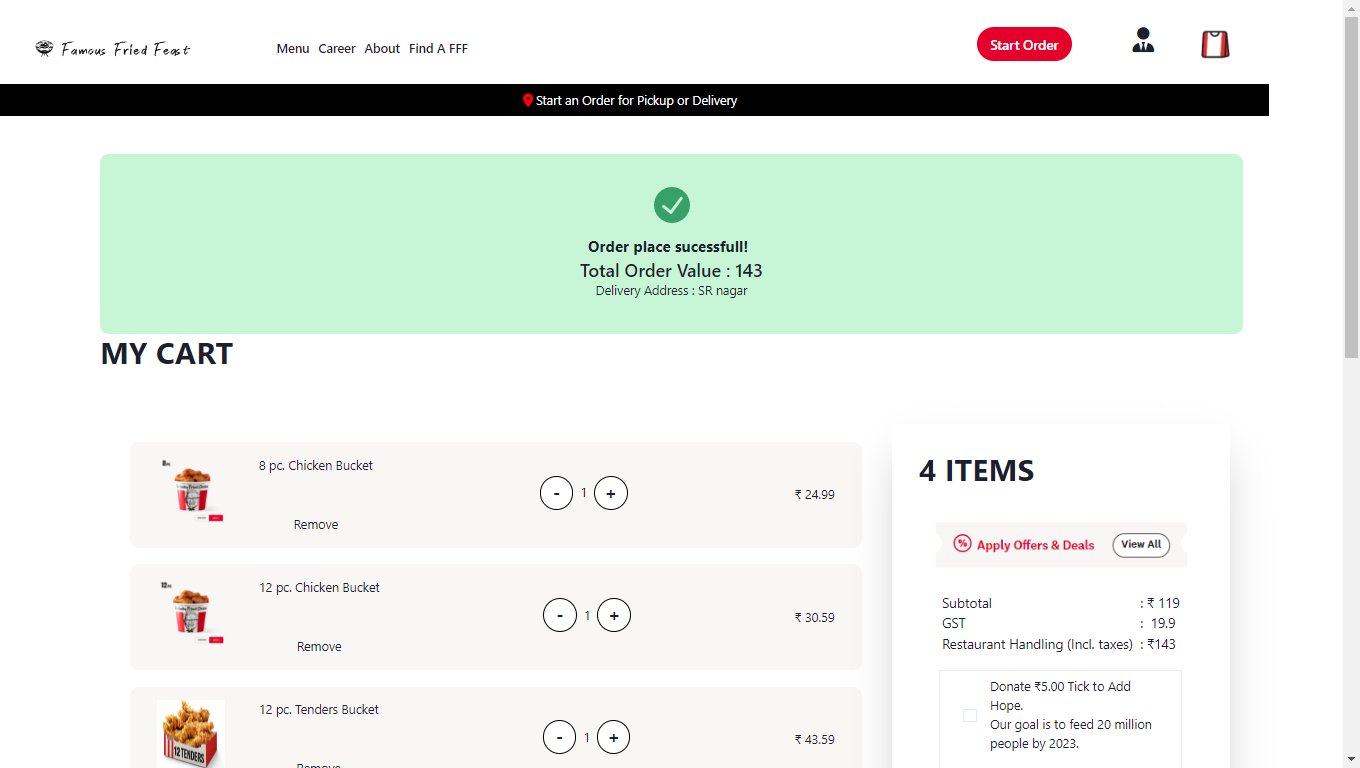 Famous Fried Feast
Menu Career About Find A FFF
Start Order
Start an Order for Pickup or Delivery
Order place sucessfull!
Total Order Value : 143
Delivery Address : SR nagar
MY CART
8 pc. Chicken Bucket
- 1 +
₹ 24.99
Remove
12 pc. Chicken Bucket
- 1 +
₹ 30.59
Remove
12 pc. Tenders Bucket
12 TENDERS
- 1 +
₹ 43.59
Remove
4 ITEMS
% Apply Offers & Deals
View All
Subtotal : ₹ 119
GST : 19.9
Restaurant Handling (Incl. taxes) : ₹143
Donate ₹5.00 Tick to Add
Hope.
Our goal is to feed 20 million
people by 2023.